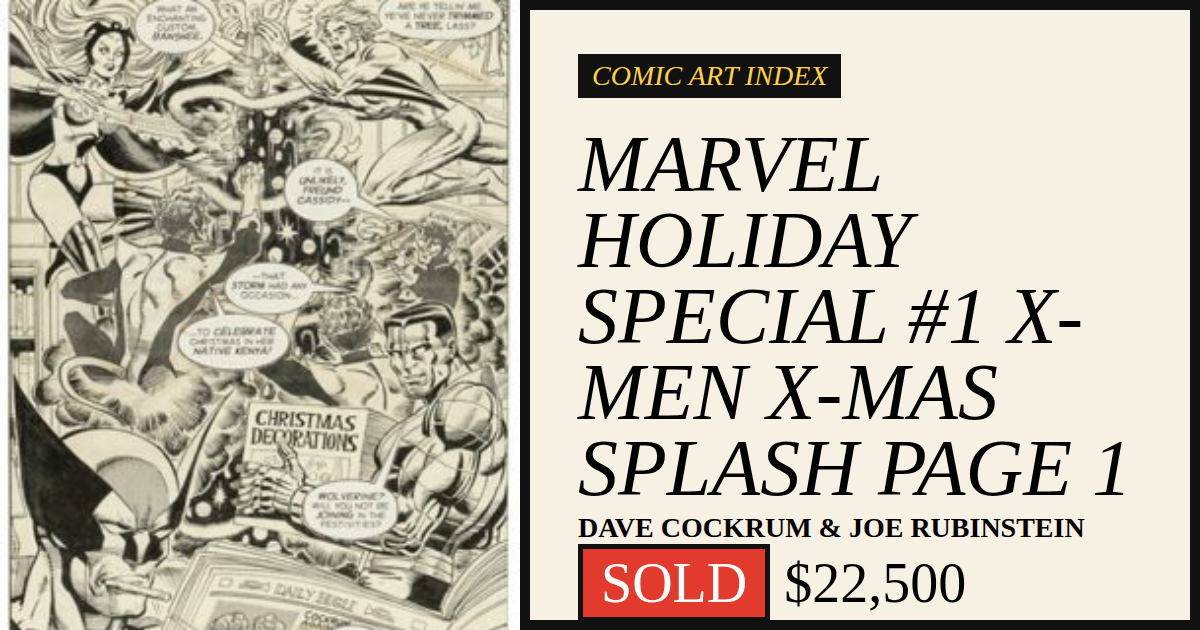 WHAT AN
ENCHANTING
CUSTOM,
BANSHEE.
ARE YE TELLIN' ME
YE'VE NEVER TRIMMED
A TREE, LASS?
IT IS
UNLIKELY,
FREUND
CASSIDY--
--THAT
STORM HAD ANY
OCCASION...
...TO CELEBRATE
CHRISTMAS IN HER
NATIVE KENYA!
CHRISTMAS
DECORATIONS
WOLVERINE?
WILL YOU NOT BE
JOINING IN THE
FESTIVITIES?
DAILY BUGLE
COMIC ART INDEX
MARVEL
HOLIDAY
SPECIAL #1 X-
MEN X-MAS
SPLASH PAGE 1
DAVE COCKRUM & JOE RUBINSTEIN
SOLD $22,500